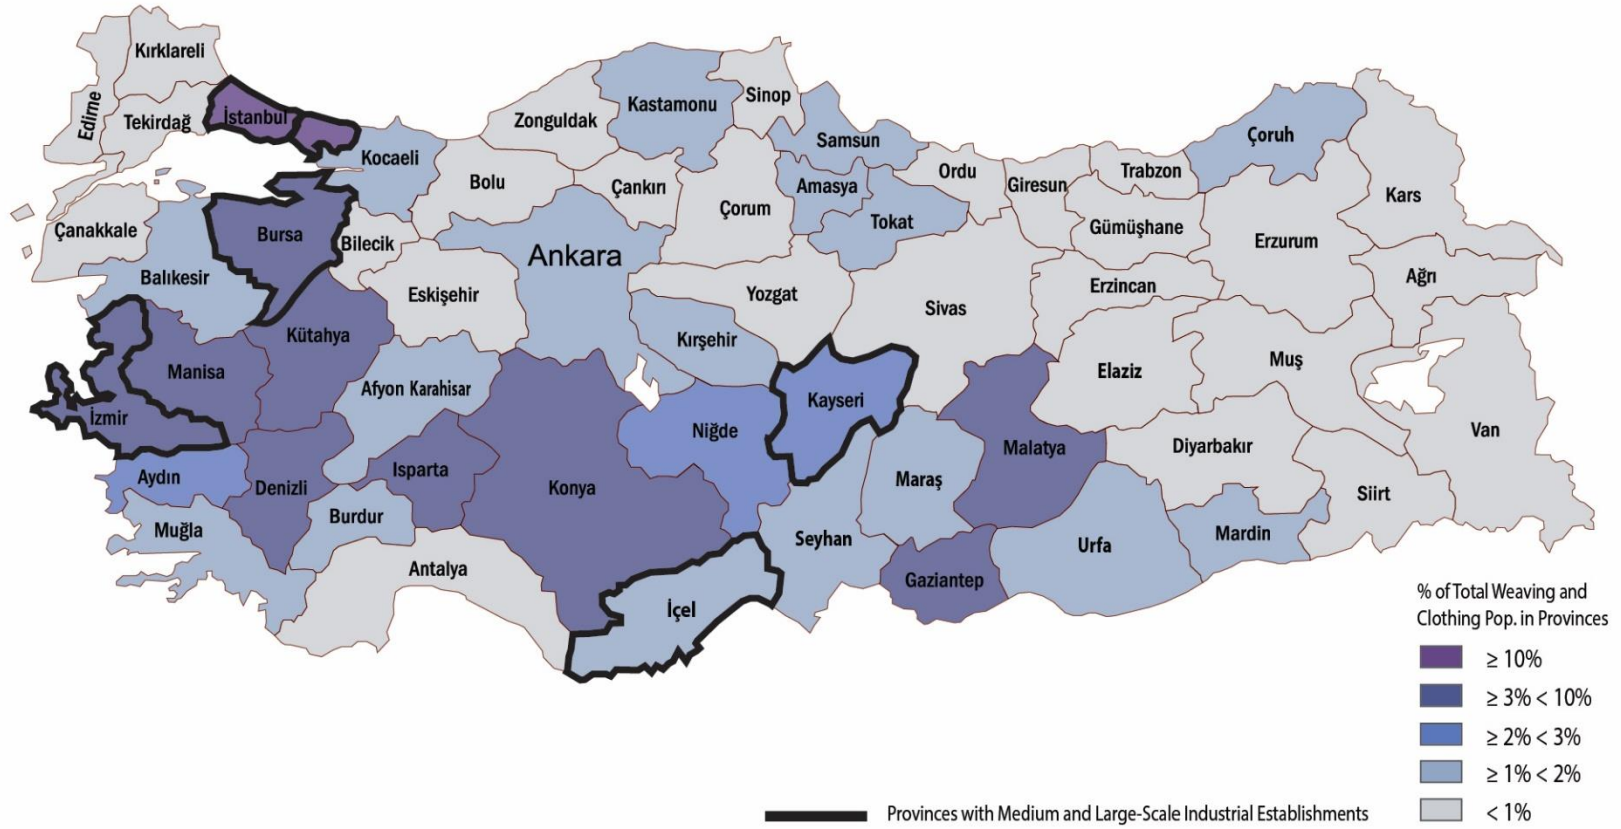 Kırklareli
Edirne
Tekirdağ
İstanbul
Kocaeli
Zonguldak
Kastamonu
Sinop
Samsun
Çoruh
Bolu
Çankırı
Amasya
Ordu
Giresun
Trabzon
Kars
Çanakkale
Bursa
Bilecik
Ankara
Çorum
Tokat
Gümüşhane
Erzurum
Balıkesir
Eskişehir
Yozgat
Sivas
Erzincan
Ağrı
Kütahya
Kırşehir
Manisa
Afyon Karahisar
Elaziz
Muş
İzmir
Kayseri
Niğde
Van
Aydın
Denizli
Isparta
Konya
Maraş
Malatya
Diyarbakır
Siirt
Muğla
Burdur
Antalya
Seyhan
Gaziantep
Urfa
Mardin
İçel
% of Total Weaving and
Clothing Pop. in Provinces
≥ 10%
≥ 3% < 10%
≥ 2% < 3%
≥ 1% < 2%
< 1%
Provinces with Medium and Large-Scale Industrial Establishments